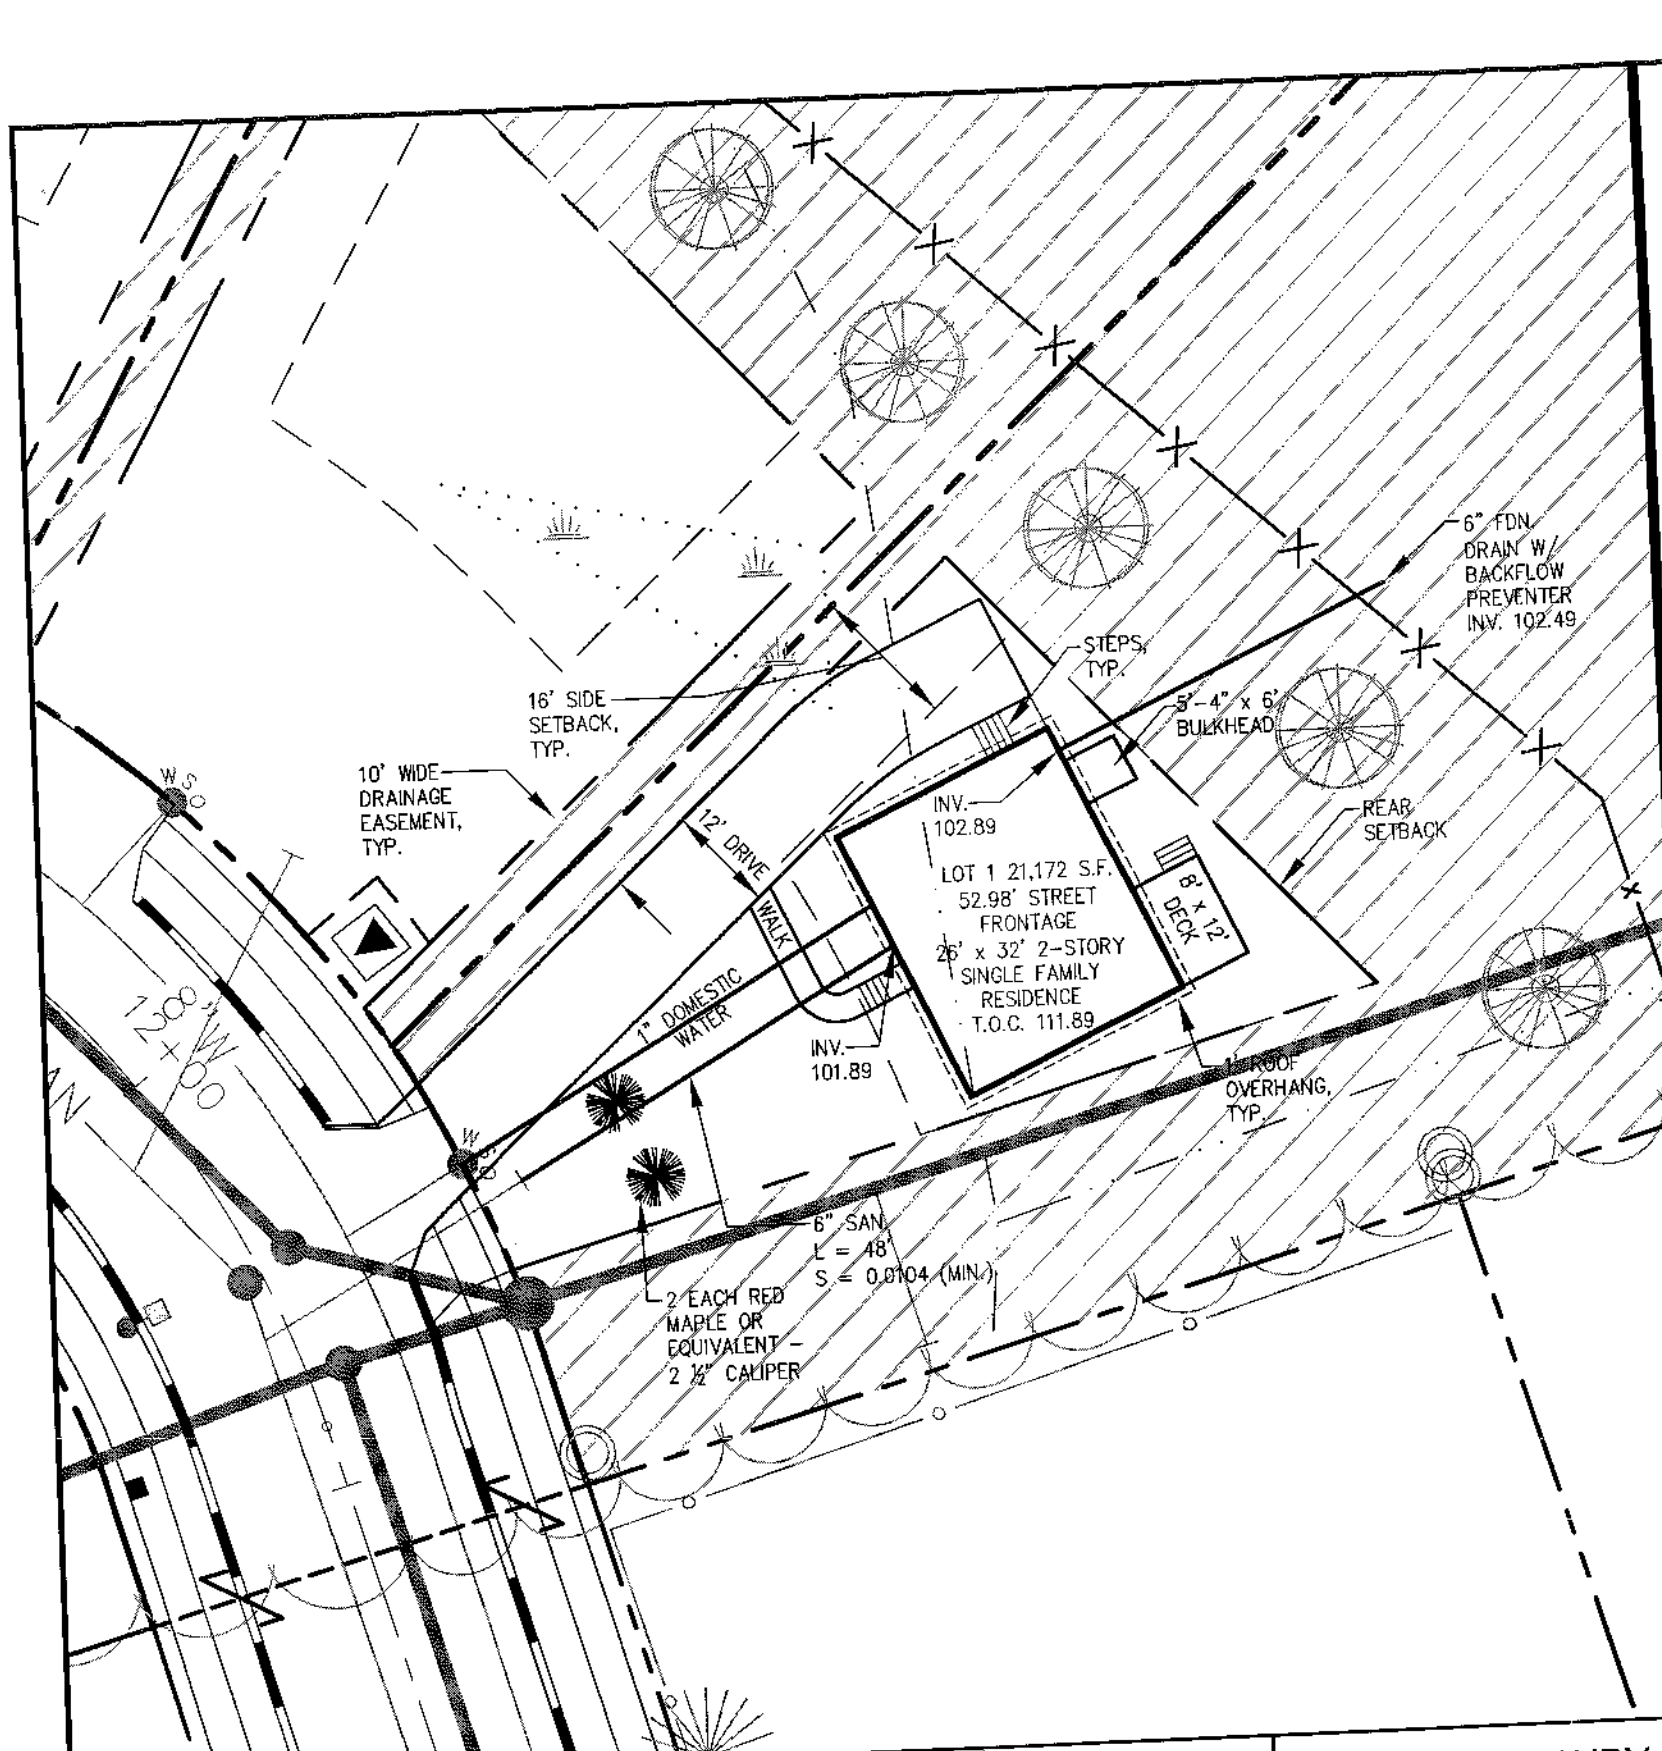 6" FDN.
DRAIN W/
BACKFLOW
PREVENTER
INV. 102.49
STEPS,
TYP.
16' SIDE
SETBACK,
TYP.
5'-4" x 6'
BULKHEAD
10' WIDE
DRAINAGE
EASEMENT,
TYP.
W
SO
INV.
102.89
REAR
SETBACK
12' DRIVE
WALK
LOT 1 21,172 S.F.
52.98' STREET
FRONTAGE
26' x 32' 2-STORY
SINGLE FAMILY
RESIDENCE
T.O.C. 111.89
8' x 12'
DECK
1" DOMESTIC
WATER
INV.
101.89
1' ROOF
OVERHANG,
TYP.
12+00
W
6" SAN
L = 48'
S = 0.0104 (MIN.)
2 EACH RED
MAPLE OR
EQUIVALENT –
2 ½" CALIPER